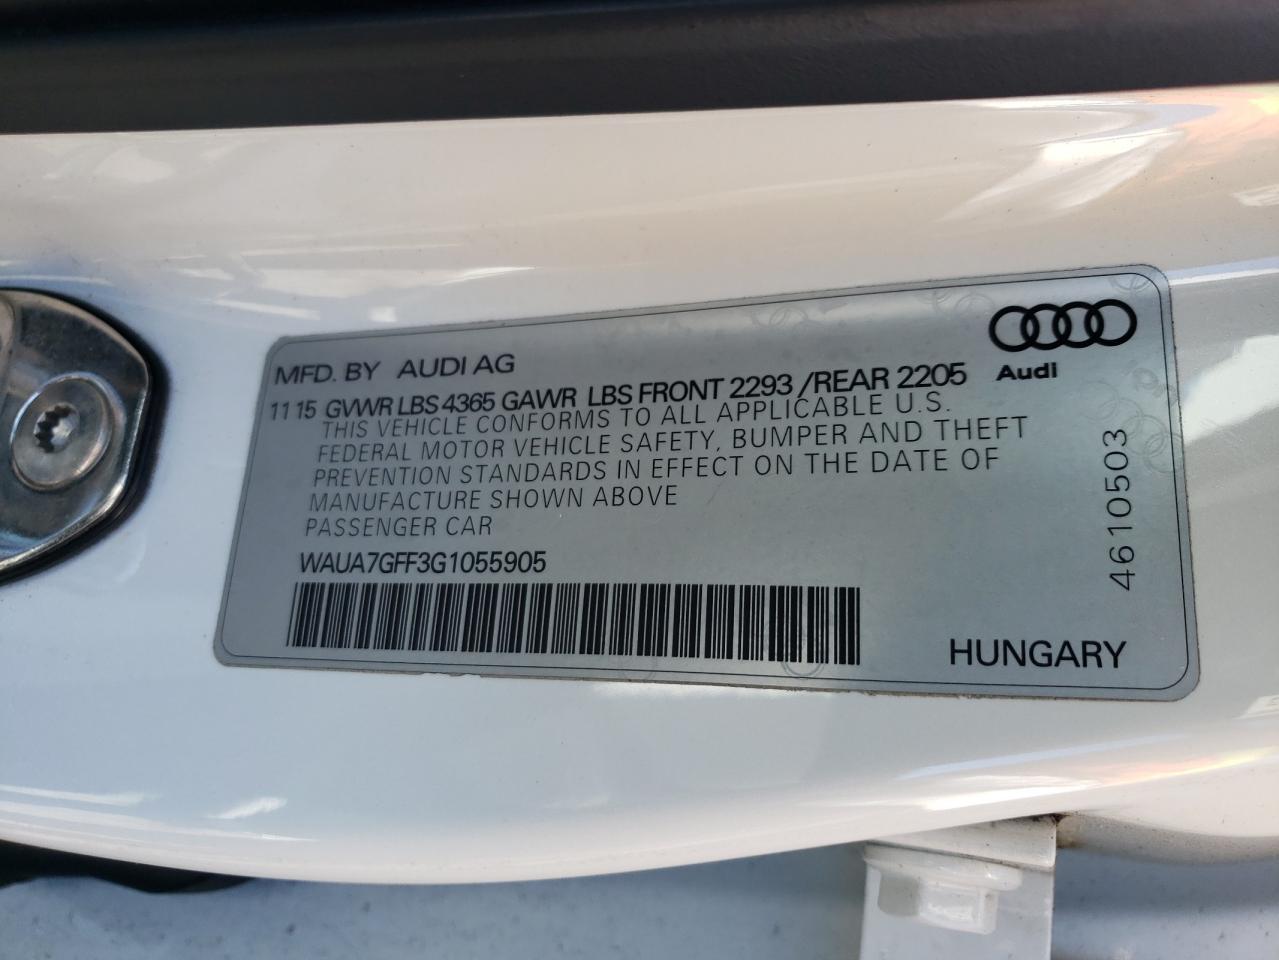 MFD. BY AUDI AG
11 15 GVWR LBS 4365 GAWR LBS FRONT 2293 /REAR 2205
THIS VEHICLE CONFORMS TO ALL APPLICABLE U.S.
FEDERAL MOTOR VEHICLE SAFETY, BUMPER AND THEFT
PREVENTION STANDARDS IN EFFECT ON THE DATE OF
MANUFACTURE SHOWN ABOVE
PASSENGER CAR
WAUA7GFF3G1055905
Audi
4610503
HUNGARY